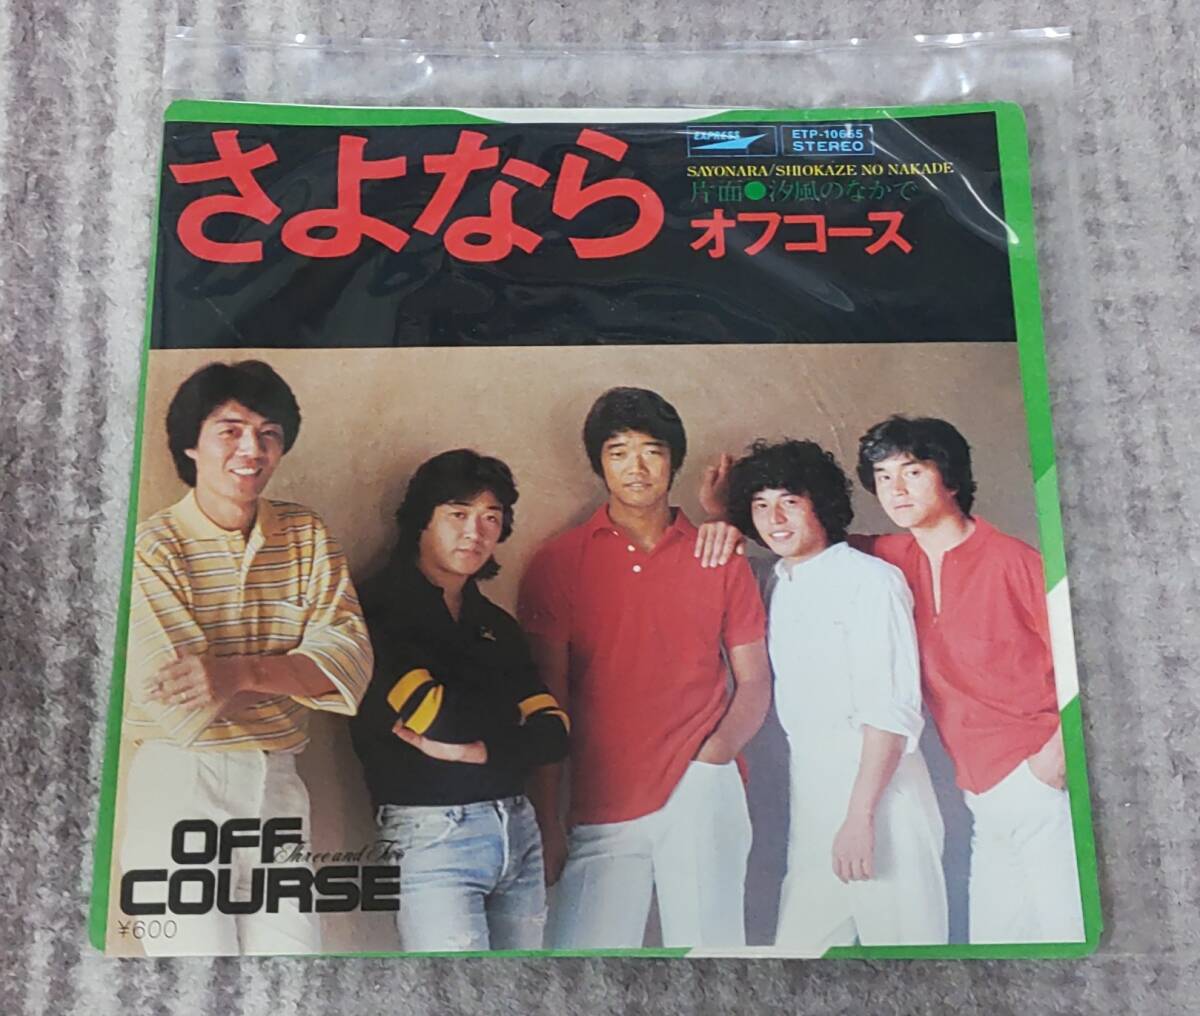 さよなら
EXPRESS
ETP-10665
STEREO
SAYONARA/SHIOKAZE NO NAKADE
片面●汐風のなかで
オフコース
OFF
Three and Two
COURSE
¥600